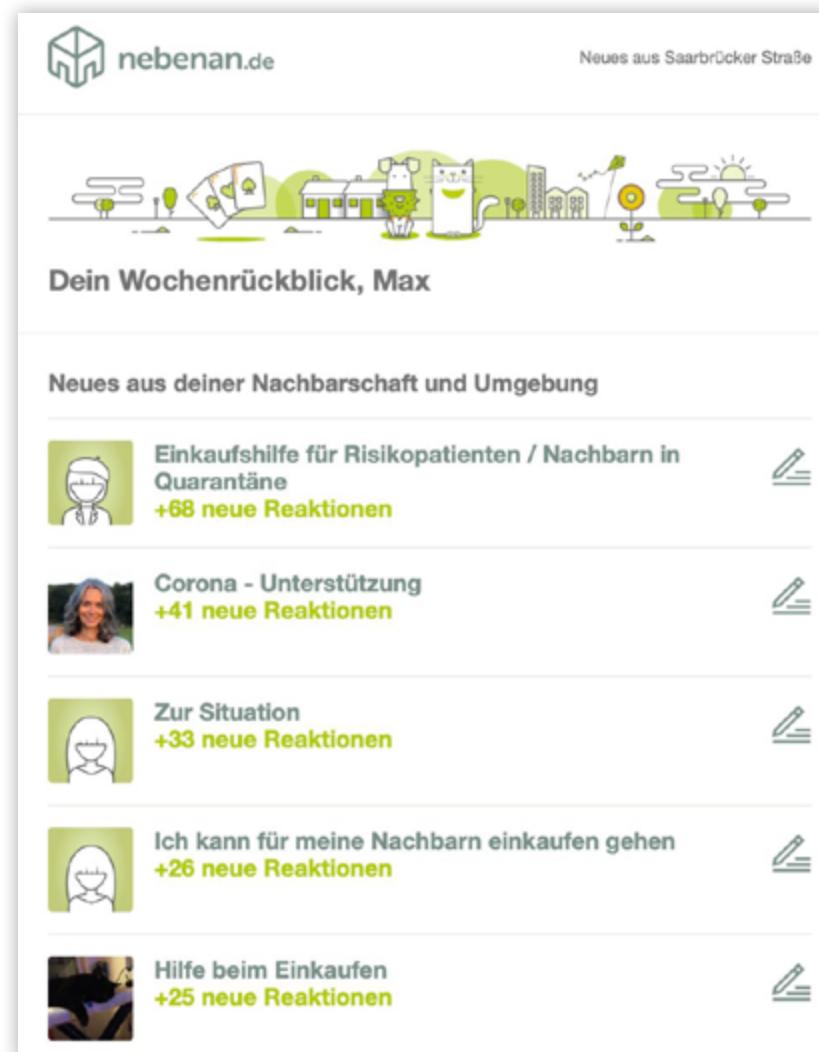 nebenan.de
Neues aus Saarbrücker Straße
Dein Wochenrückblick, Max
Neues aus deiner Nachbarschaft und Umgebung
Einkaufshilfe für Risikopatienten / Nachbarn in
Quarantäne
+68 neue Reaktionen
Corona - Unterstützung
+41 neue Reaktionen
Zur Situation
+33 neue Reaktionen
Ich kann für meine Nachbarn einkaufen gehen
+26 neue Reaktionen
Hilfe beim Einkaufen
+25 neue Reaktionen